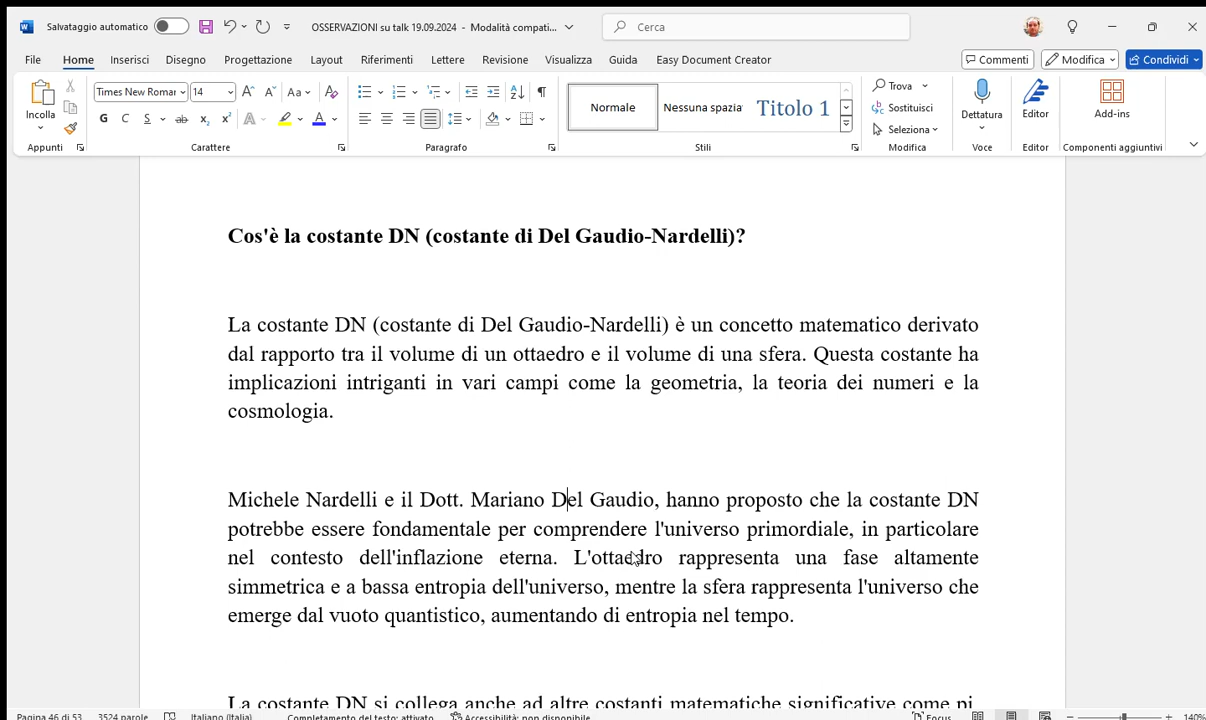 Salvataggio automatico
OSSERVAZIONI su talk 19.09.2024 - Modalità compati...
Cerca
File Home Inserisci Disegno Progettazione Layout Riferimenti Lettere Revisione Visualizza Guida Easy Document Creator
Commenti Modifica Condividi
Incolla
Times New Roman 14
Aa
G C S ab x₂ x² A A
Normale Nessuna spazia Titolo 1
Trova
Sostituisci
Seleziona
Dettatura
Editor
Add-ins
Appunti Carattere Paragrafo Stili Modifica Voce Editor Componenti aggiuntivi
Cos'è la costante DN (costante di Del Gaudio-Nardelli)?
La costante DN (costante di Del Gaudio-Nardelli) è un concetto matematico derivato
dal rapporto tra il volume di un ottaedro e il volume di una sfera. Questa costante ha
implicazioni intriganti in vari campi come la geometria, la teoria dei numeri e la
cosmologia.
Michele Nardelli e il Dott. Mariano Del Gaudio, hanno proposto che la costante DN
potrebbe essere fondamentale per comprendere l'universo primordiale, in particolare
nel contesto dell'inflazione eterna. L'ottaedro rappresenta una fase altamente
simmetrica e a bassa entropia dell'universo, mentre la sfera rappresenta l'universo che
emerge dal vuoto quantistico, aumentando di entropia nel tempo.
La costante DN si collega anche ad altre costanti matematiche significative come pi,
Pagina 46 di 53 3524 parole Italiano (Italia) Completamento del testo: attivato Accessibilità: non disponibile Focus 140%